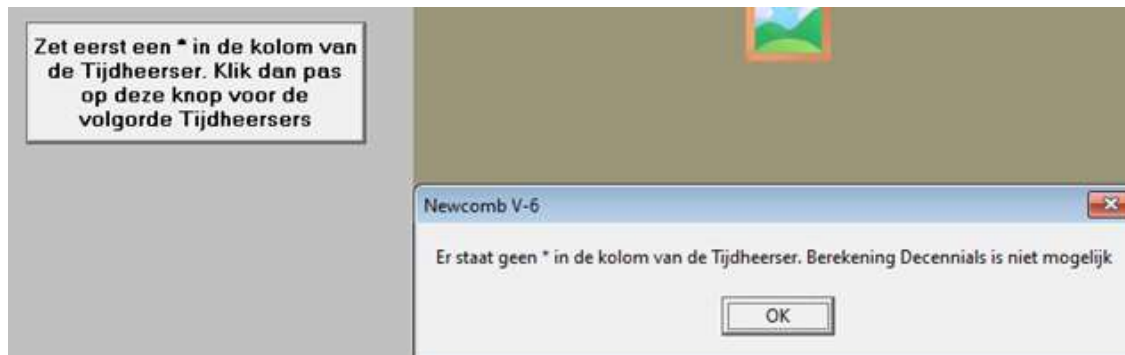 Zet eerst een * in de kolom van
de Tijdheerser. Klik dan pas
op deze knop voor de
volgorde Tijdheersers
Newcomb V-6
Er staat geen * in de kolom van de Tijdheerser. Berekening Decennials is niet mogelijk
OK